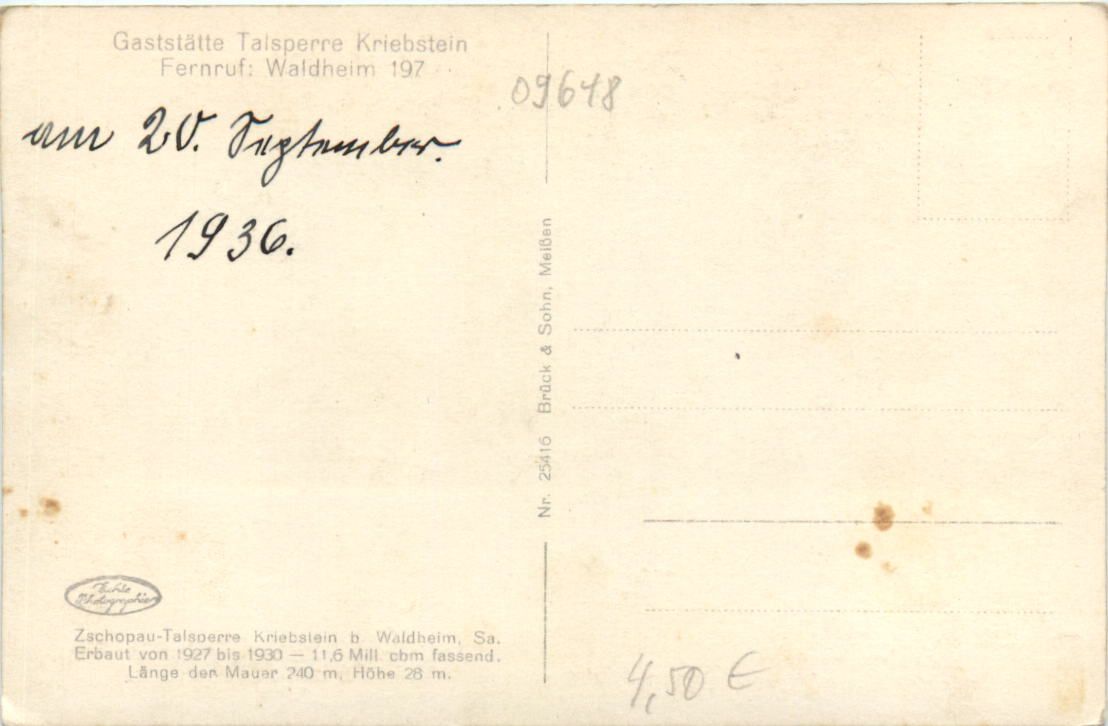 Gaststätte Talsperre Kriebstein
Fernruf: Waldheim 197
am 20. September.
1936.
09648
Nr. 25416 Brück & Sohn, Meißen
Echte
Photographie
Zschopau-Talsperre Kriebstein b. Waldheim, Sa.
Erbaut von 1927 bis 1930 — 11,6 Mill. cbm fassend.
Länge der Mauer 240 m, Höhe 28 m.
4,50 €